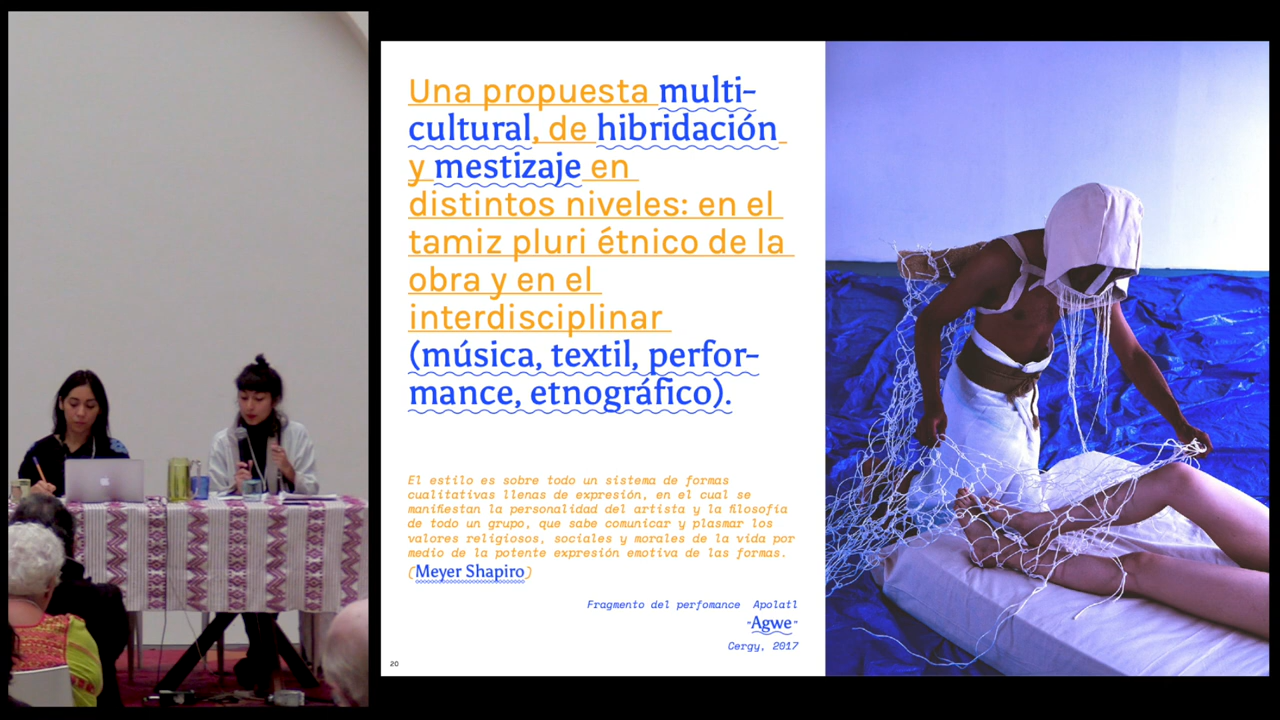 Una propuesta multi-
cultural, de hibridación
y mestizaje en
distintos niveles: en el
tamiz pluri étnico de la
obra y en el
interdisciplinar
(música, textil, perfor-
mance, etnográfico).
El estilo es sobre todo un sistema de formas
cualitativas llenas de expresión, en el cual se
manifiestan la personalidad del artista y la filosofía
de todo un grupo, que sabe comunicar y plasmar los
valores religiosos, sociales y morales de la vida por
medio de la potente expresión emotiva de las formas.
(Meyer Shapiro)
Fragmento del perfomance Apolatl
"Agwe"
Cergy, 2017
20